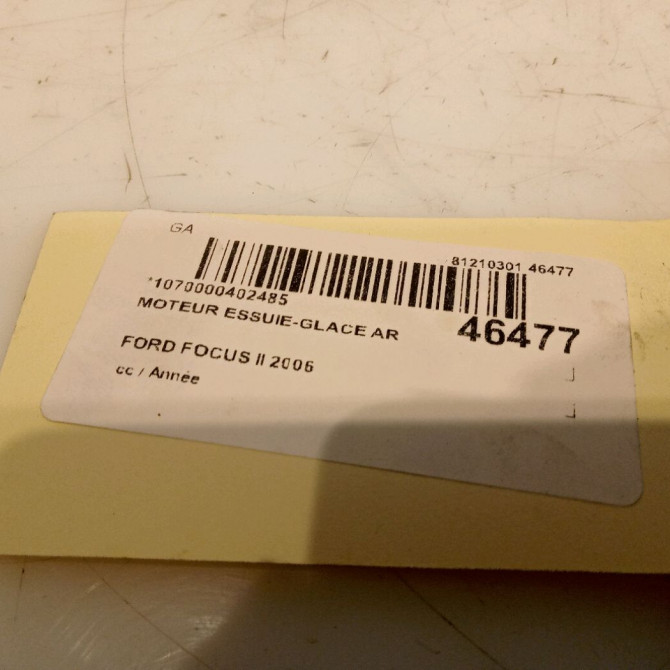 GA
81210301 46477
*1070000402485
MOTEUR ESSUIE-GLACE AR
46477
FORD FOCUS II 2006
cc / Année